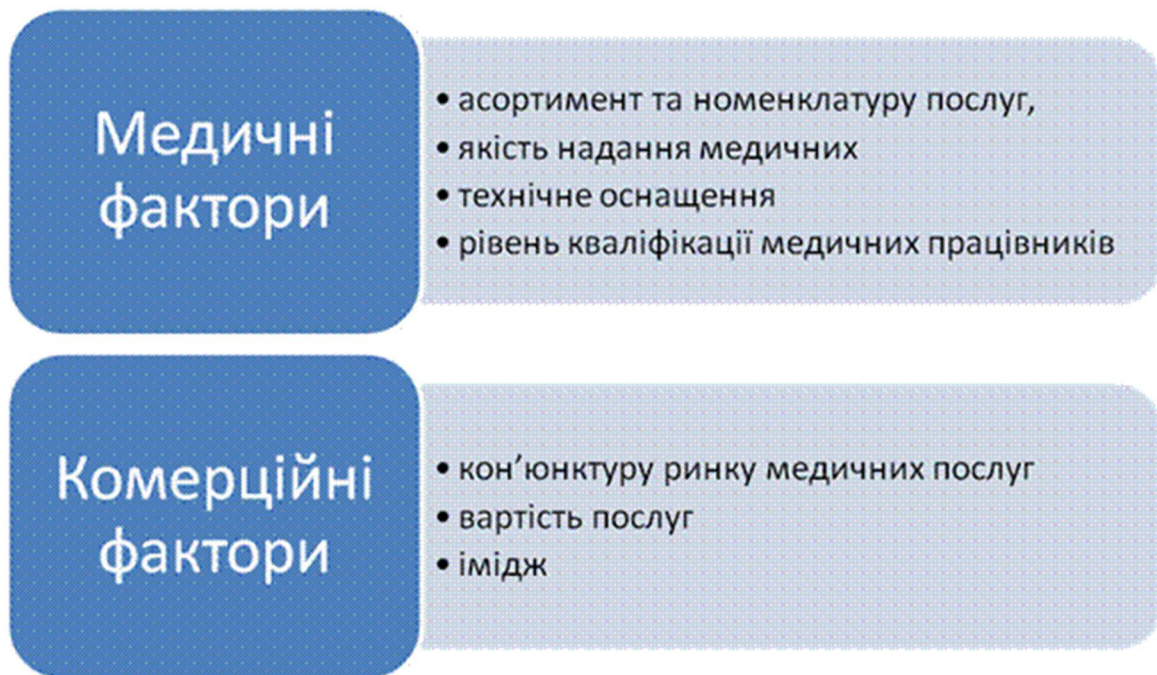 Медичні
фактори
• асортимент та номенклатуру послуг,
• якість надання медичних
• технічне оснащення
• рівень кваліфікації медичних працівників
Комерційні
фактори
• кон’юнктуру ринку медичних послуг
• вартість послуг
• імідж